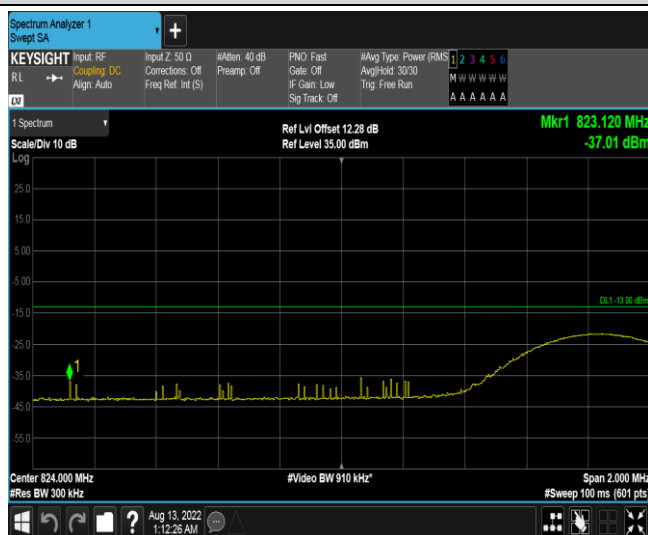 Spectrum Analyzer 1
Swept SA
+
KEYSIGHT
RL
Input: RF
Coupling: DC
Align: Auto
Input Z: 50 Ω
Corrections: Off
Freq Ref: Int (S)
#Atten: 40 dB
Preamp: Off
PNO: Fast
Gate: Off
IF Gain: Low
Sig Track: Off
#Avg Type: Power (RMS
Avg|Hold: 30/30
Trig: Free Run
1 2 3 4 5 6
M W W W W W
A A A A A A
LXI
1 Spectrum
Scale/Div 10 dB
Log
Ref Lvl Offset 12.28 dB
Ref Level 35.00 dBm
Mkr1 823.120 MHz
-37.01 dBm
25.0
15.0
5.00
-5.00
DL1 -13.00 dBm
-15.0
-25.0
-35.0
1
-45.0
-55.0
Center 824.000 MHz
#Res BW 300 kHz
#Video BW 910 kHz*
Span 2.000 MHz
#Sweep 100 ms (601 pts)
?
Aug 13, 2022
1:12:26 AM